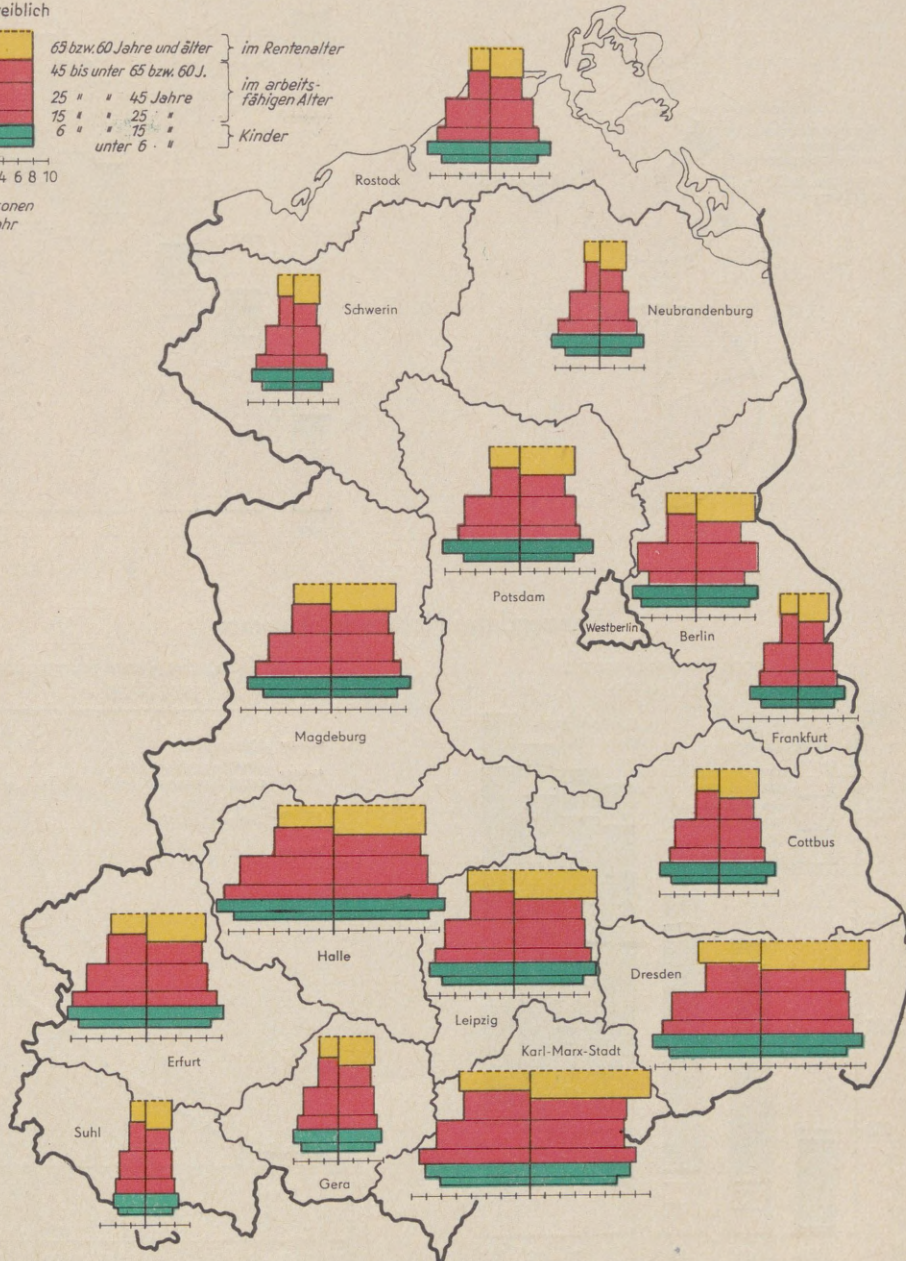 eiblich
65 bzw. 60 Jahre und älter } im Rentenalter
45 bis unter 65 bzw. 60 J.
25 " " 45 Jahre
15 " " 25 "
im arbeits-
fähigen Alter
6 " " 15 "
unter 6 "
Kinder
4 6 8 10
onen
ahr
Rostock
Schwerin
Neubrandenburg
Potsdam
Westberlin
Berlin
Magdeburg
Frankfurt
Cottbus
Halle
Dresden
Leipzig
Karl-Marx-Stadt
Erfurt
Suhl
Gera